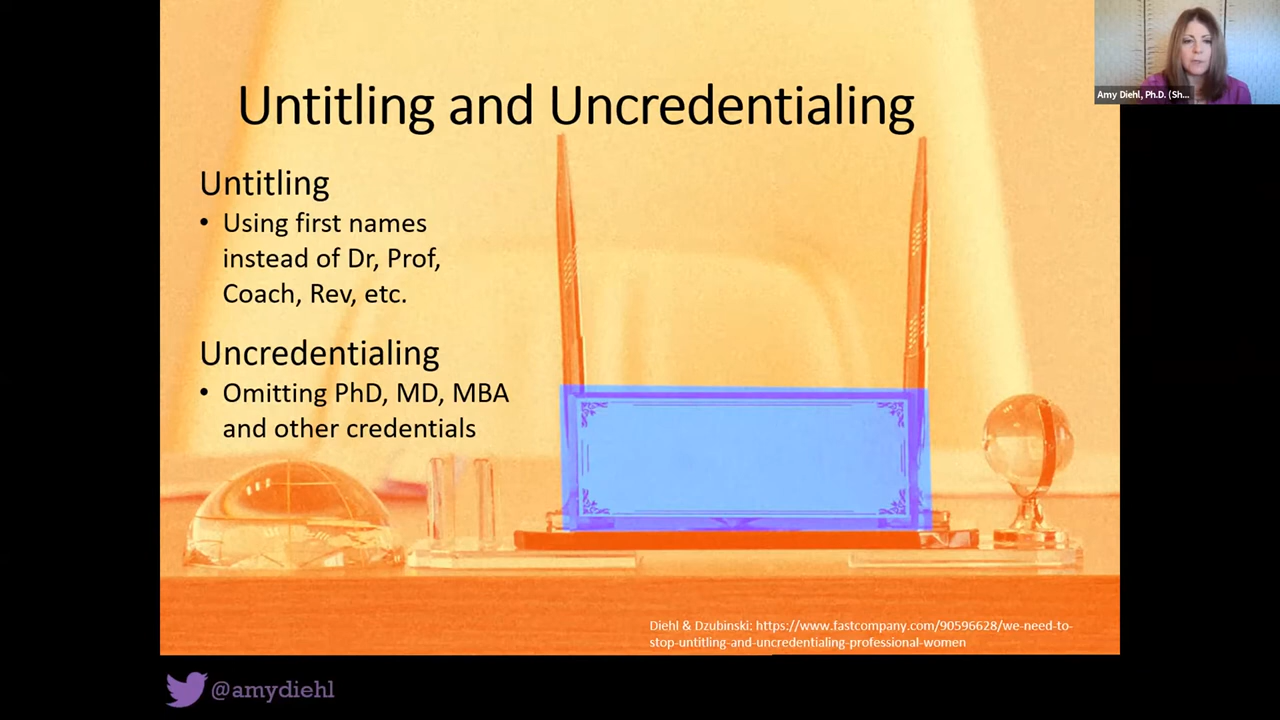 Untitling and Uncredentialing
Untitling
• Using first names
instead of Dr, Prof,
Coach, Rev, etc.
Uncredentialing
• Omitting PhD, MD, MBA
and other credentials
Diehl & Dzubinski: https://www.fastcompany.com/90596628/we-need-to-
stop-untitling-and-uncredentialing-professional-women
Amy Diehl, Ph.D. (Sh...
@amydiehl